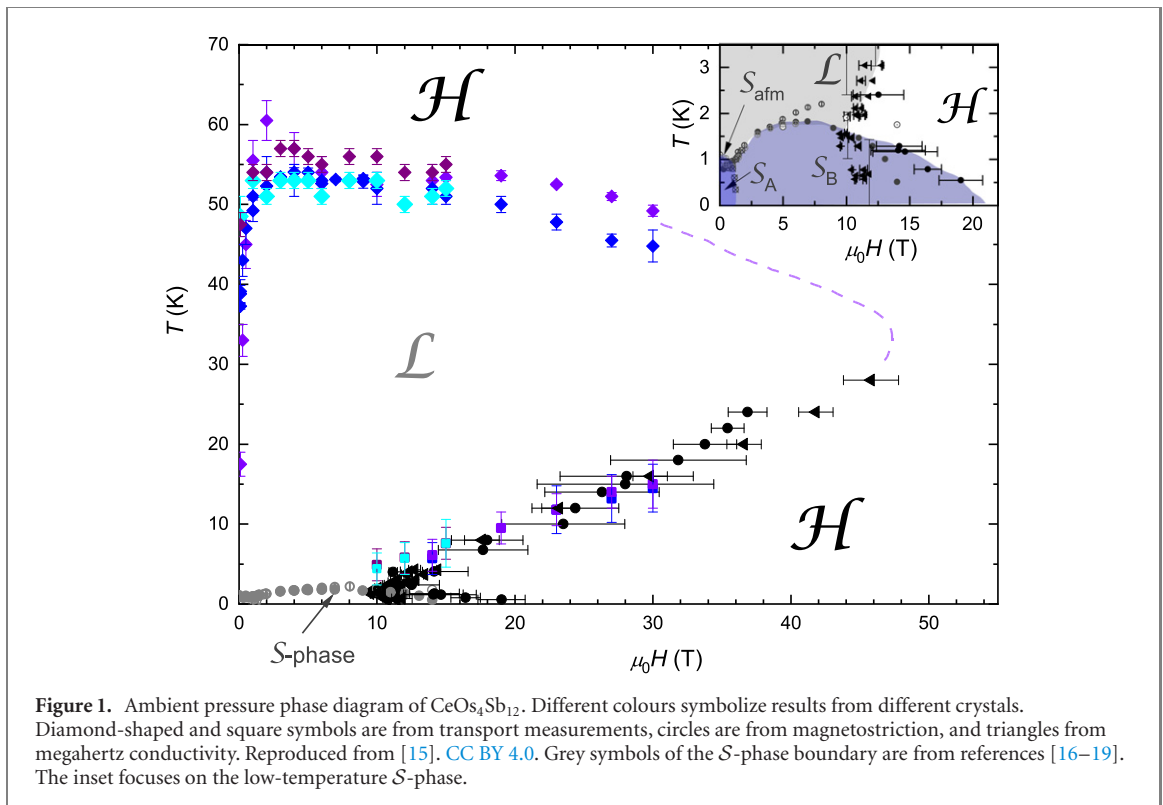 70
60
50
40
30
20
10
0
T (K)
0
10
20
30
40
50
μ₀H (T)
ℋ
ℒ
ℋ
𝒮-phase
3
2
1
0
T (K)
0
5
10
15
20
μ₀H (T)
𝒮afm
𝒮A
𝒮B
ℒ
ℋ
Figure 1. Ambient pressure phase diagram of CeOs₄Sb₁₂. Different colours symbolize results from different crystals.
Diamond-shaped and square symbols are from transport measurements, circles are from magnetostriction, and triangles from
megahertz conductivity. Reproduced from [15]. CC BY 4.0. Grey symbols of the 𝒮-phase boundary are from references [16–19].
The inset focuses on the low-temperature 𝒮-phase.